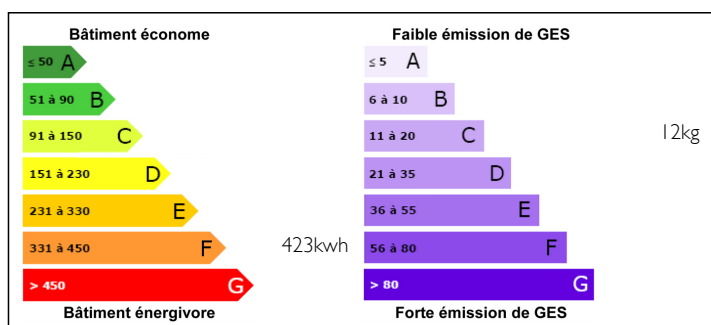 Bâtiment économe
≤ 50 A
51 à 90 B
91 à 150 C
151 à 230 D
231 à 330 E
331 à 450 F
423kwh
> 450 G
Bâtiment énergivore
Faible émission de GES
≤ 5 A
6 à 10 B
11 à 20 C
12kg
21 à 35 D
36 à 55 E
56 à 80 F
> 80 G
Forte émission de GES